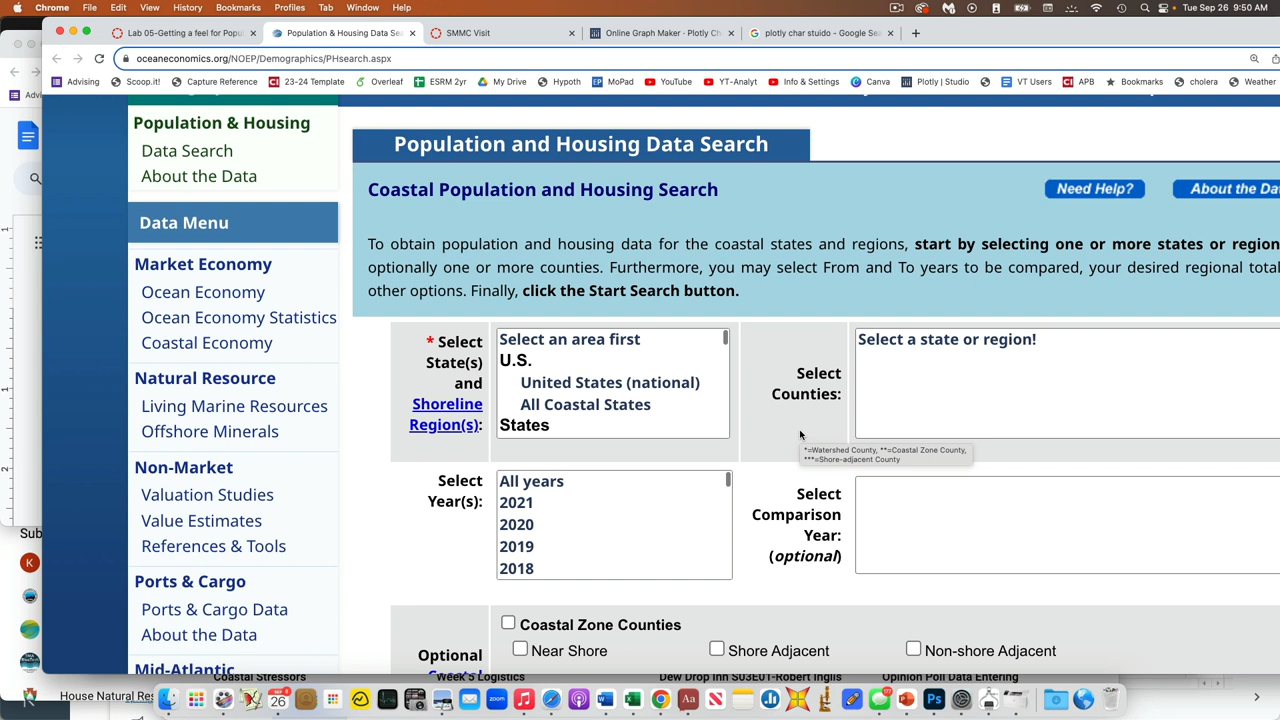 Chrome File Edit View History Bookmarks Profiles Tab Window Help
Tue Sep 26 9:50 AM
Lab 05-Getting a feel for Popul
Population & Housing Data Sea
SMMC Visit
Online Graph Maker · Plotly Ch
plotly char stuido - Google Sea
oceaneconomics.org/NOEP/Demographics/PHsearch.aspx
Advising Scoop.it! Capture Reference 23-24 Template Overleaf ESRM 2yr My Drive Hypoth MoPad YouTube YT-Analyt Info & Settings Canva Plotly | Studio VT Users APB Bookmarks cholera Weather
Advi
Population & Housing
Data Search
About the Data
Data Menu
Market Economy
Ocean Economy
Ocean Economy Statistics
Coastal Economy
Natural Resource
Living Marine Resources
Offshore Minerals
Non-Market
Valuation Studies
Value Estimates
References & Tools
Ports & Cargo
Ports & Cargo Data
About the Data
Mid-Atlantic
Population and Housing Data Search
Coastal Population and Housing Search
Need Help?
About the Da
To obtain population and housing data for the coastal states and regions, start by selecting one or more states or region
optionally one or more counties. Furthermore, you may select From and To years to be compared, your desired regional total
other options. Finally, click the Start Search button.
* Select
State(s)
and
Shoreline
Region(s):
Select an area first
U.S.
United States (national)
All Coastal States
States
Select
Counties:
Select a state or region!
*=Watershed County, **=Coastal Zone County,
***=Shore-adjacent County
Select
Year(s):
All years
2021
2020
2019
2018
Select
Comparison
Year:
(optional)
Optional
Coastal Zone Counties
Near Shore
Shore Adjacent
Non-shore Adjacent
Sub
K
House Natural Res
Coastal Stressors
Week 5 Logistics
Dew Drop Inn S03E01-Robert Inglis
Opinion Poll Data Entering